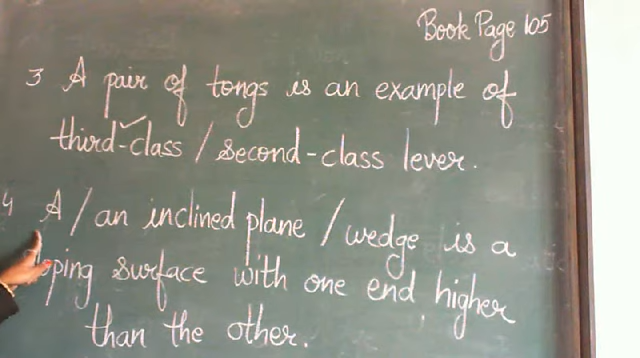 Book Page 105
3 A pair of tongs is an example of
third-class / second-class lever.
4 A / an inclined plane / wedge is a
ping surface with one end higher
than the other.